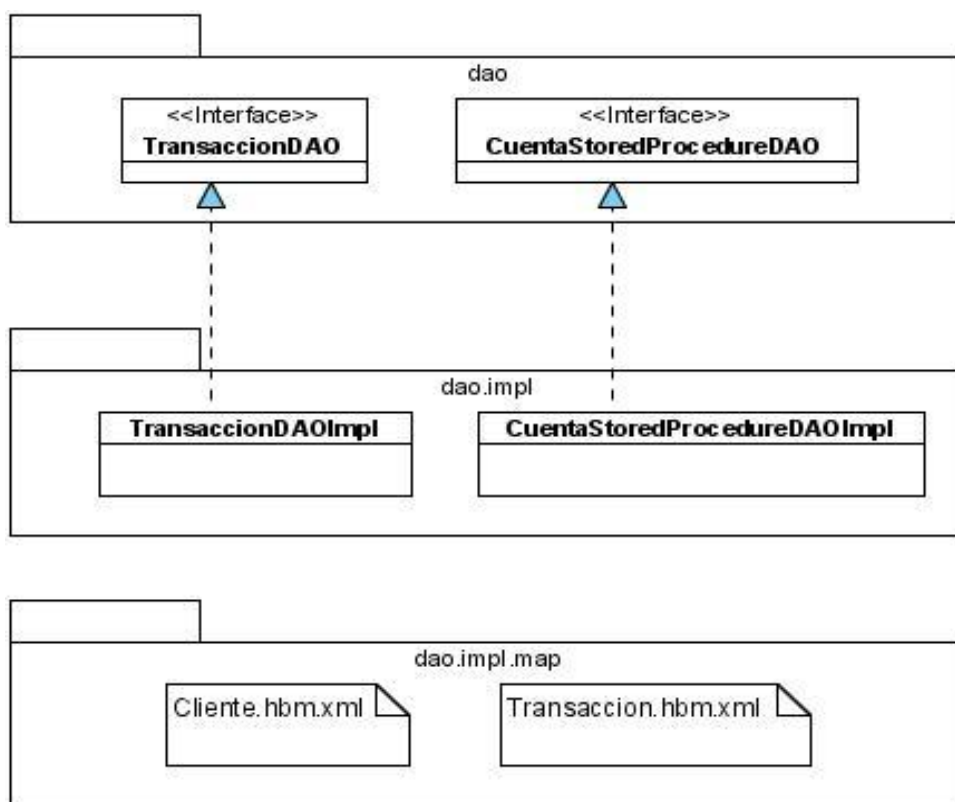 dao
<<Interface>>
TransaccionDAO
<<Interface>>
CuentaStoredProcedureDAO
dao.impl
TransaccionDAOImpl
CuentaStoredProcedureDAOImpl
dao.impl.map
Cliente.hbm.xml
Transaccion.hbm.xml